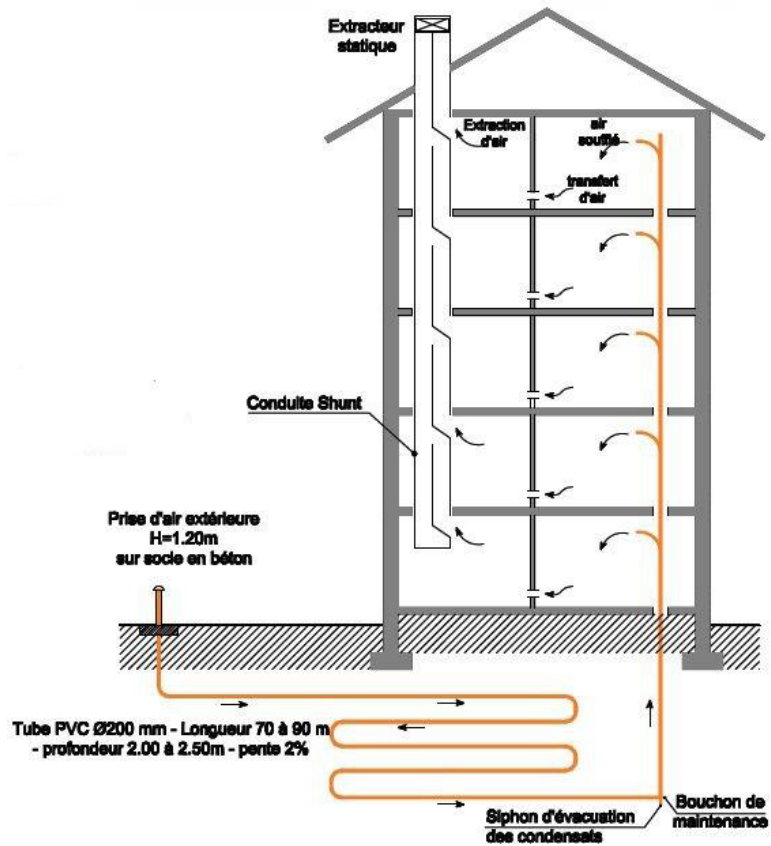 Extracteur
statique
Extraction
d'air
air
soufflé
transfert
d'air
Conduite Shunt
Prise d'air extérieure
H=1.20m
sur socle en béton
Tube PVC Ø200 mm - Longueur 70 à 90 m
- profondeur 2.00 à 2.50m - pente 2%
Bouchon de
maintenance
Siphon d'évacuation
des condensats